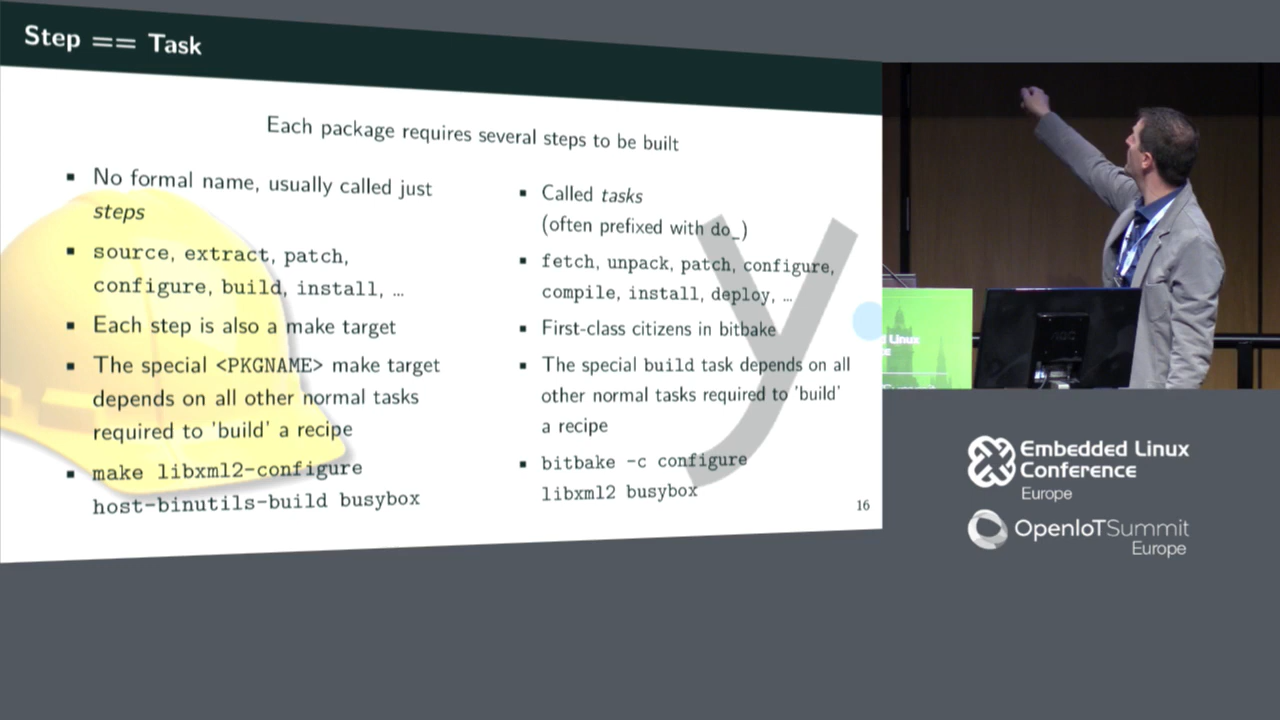 Step == Task
Each package requires several steps to be built
▪ No formal name, usually called just
steps
▪ source, extract, patch,
configure, build, install, …
▪ Each step is also a make target
▪ The special <PKGNAME> make target
depends on all other normal tasks
required to 'build' a recipe
▪ make libxml2-configure
host-binutils-build busybox
▪ Called tasks
(often prefixed with do_)
▪ fetch, unpack, patch, configure,
compile, install, deploy, …
▪ First-class citizens in bitbake
▪ The special build task depends on all
other normal tasks required to 'build'
a recipe
▪ bitbake -c configure
libxml2 busybox
16
y
Linux
Embedded Linux
Conference
Europe
OpenIoTSummit
Europe